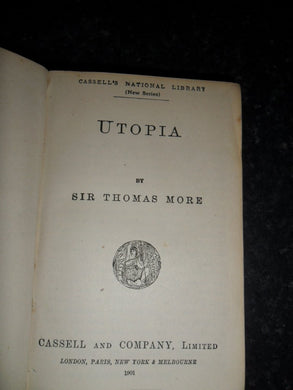 CASSELL'S NATIONAL LIBRARY
(New Series)
UTOPIA
BY
SIR THOMAS MORE
CASSELL AND COMPANY, LIMITED
LONDON, PARIS, NEW YORK & MELBOURNE
1901